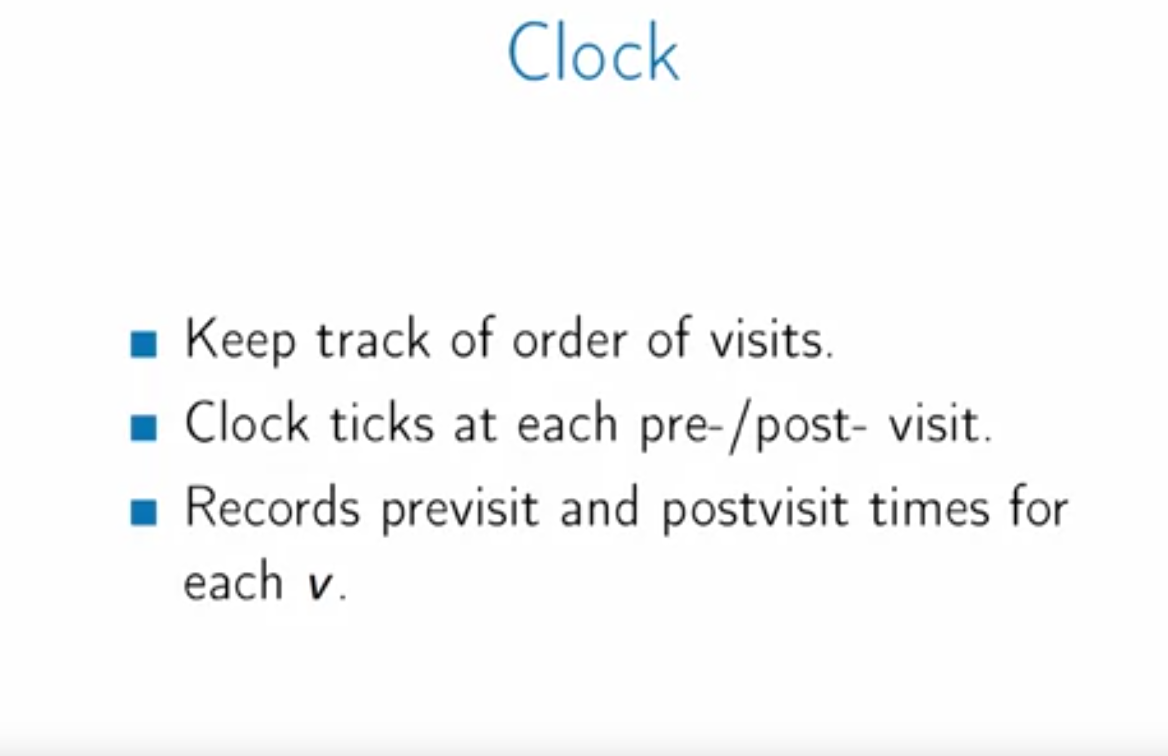 Clock
Keep track of order of visits.
Clock ticks at each pre-/post- visit.
Records previsit and postvisit times for
each v.